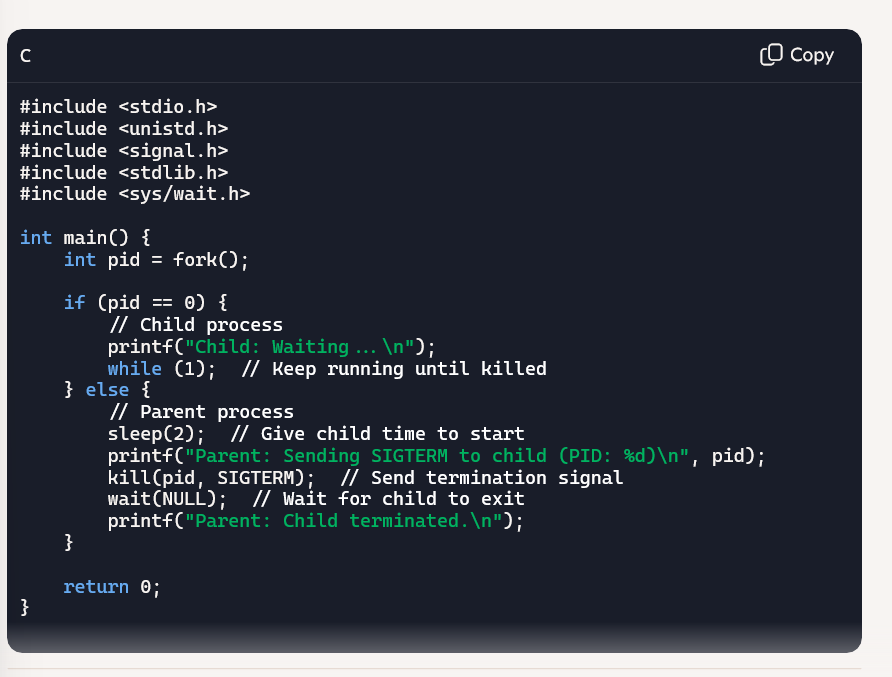 C
Copy
#include <stdio.h>
#include <unistd.h>
#include <signal.h>
#include <stdlib.h>
#include <sys/wait.h>

int main() {
    int pid = fork();

    if (pid == 0) {
        // Child process
        printf("Child: Waiting...\n");
        while (1);  // Keep running until killed
    } else {
        // Parent process
        sleep(2);  // Give child time to start
        printf("Parent: Sending SIGTERM to child (PID: %d)\n", pid);
        kill(pid, SIGTERM);  // Send termination signal
        wait(NULL);  // Wait for child to exit
        printf("Parent: Child terminated.\n");
    }

    return 0;
}